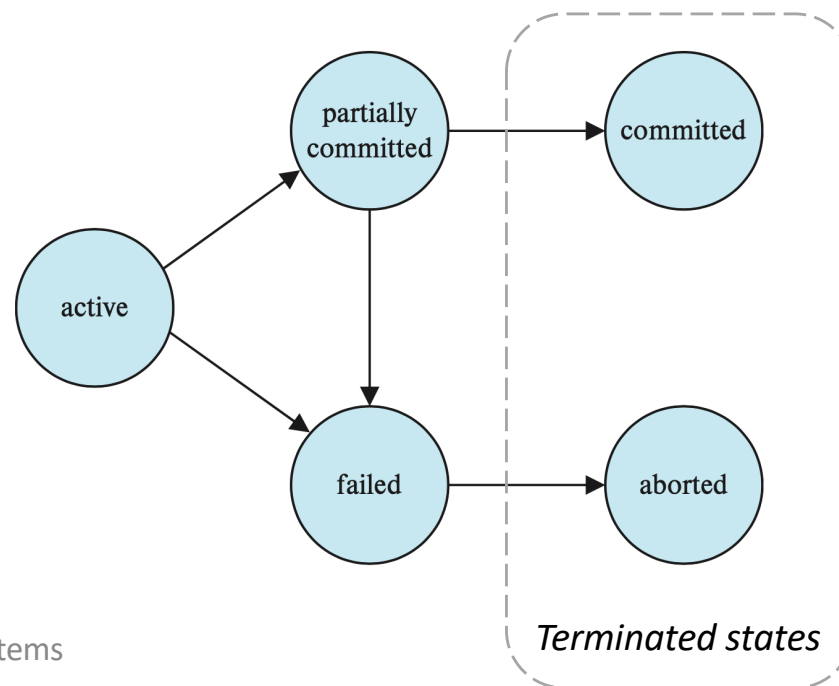 partially
committed
committed
active
failed
aborted
Terminated states